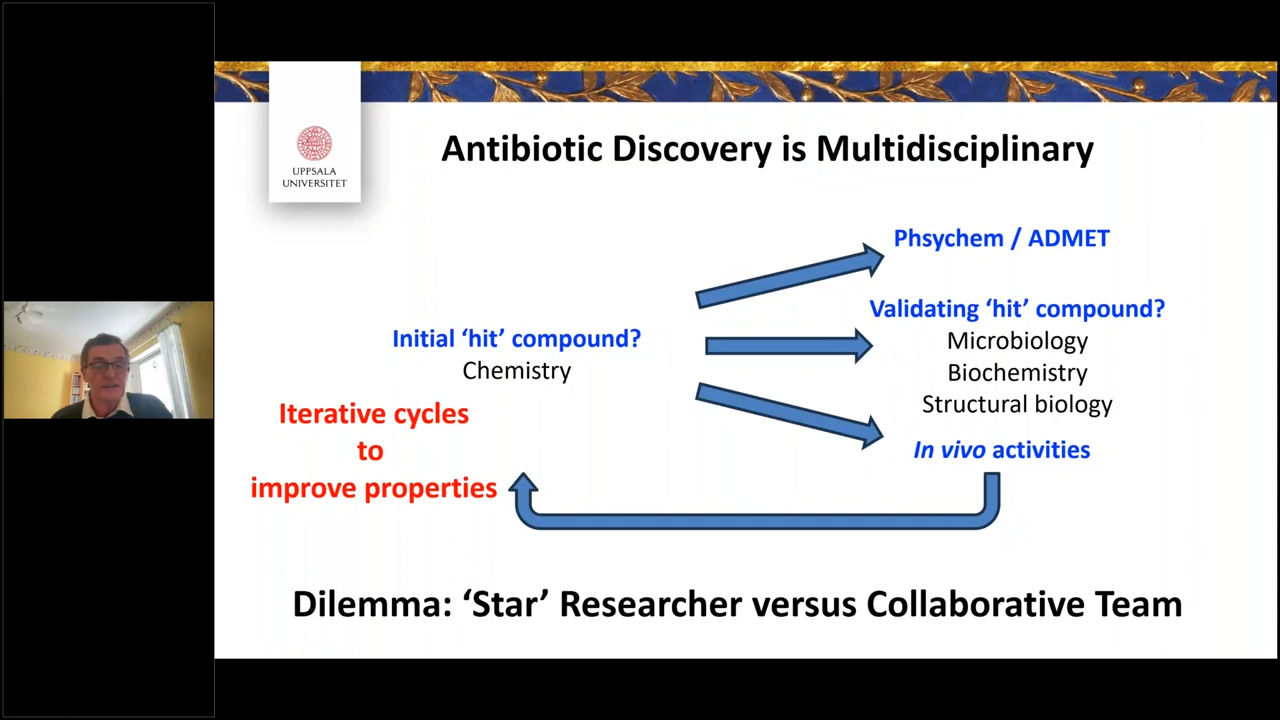 UPPSALA
UNIVERSITET
Antibiotic Discovery is Multidisciplinary
Phsychem / ADMET
Initial ‘hit’ compound?
Chemistry
Validating ‘hit’ compound?
Microbiology
Biochemistry
Structural biology
In vivo activities
Iterative cycles
to
improve properties
Dilemma: ‘Star’ Researcher versus Collaborative Team